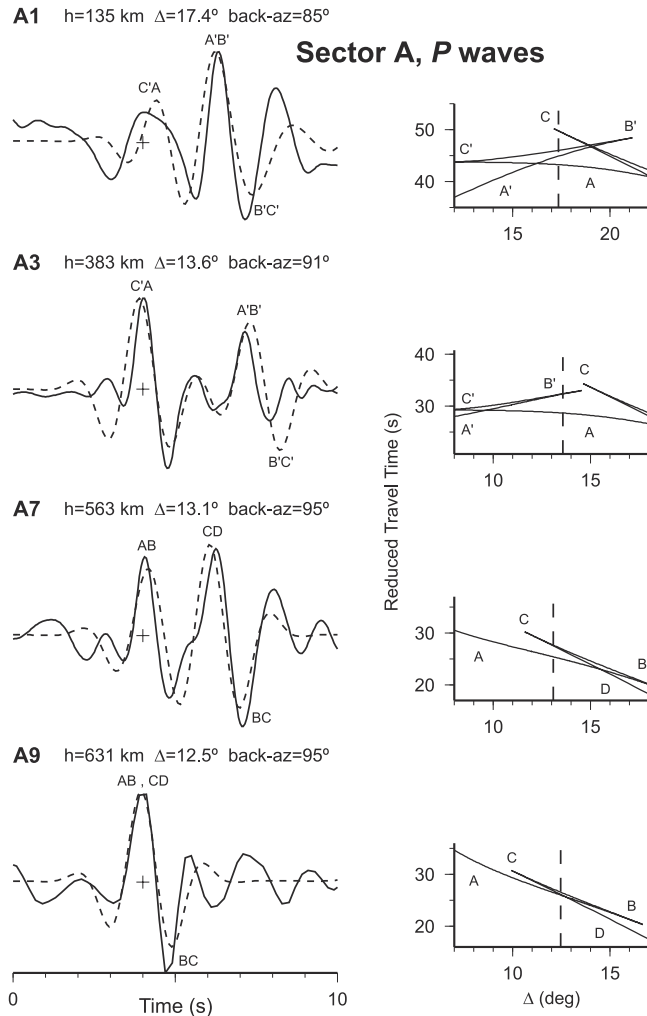 A1 h=135 km Δ=17.4º back-az=85º
Sector A, P waves
C'A
A'B'
B'C'
50
40
C
B'
C'
A'
A
15
20
A3 h=383 km Δ=13.6º back-az=91º
C'A
A'B'
B'C'
40
30
C
B'
C'
A'
A
10
15
Reduced Travel Time (s)
A7 h=563 km Δ=13.1º back-az=95º
AB
CD
BC
30
20
C
A
B
D
10
15
A9 h=631 km Δ=12.5º back-az=95º
AB , CD
BC
30
20
C
A
B
D
10
15
0
Time (s)
10
Δ (deg)